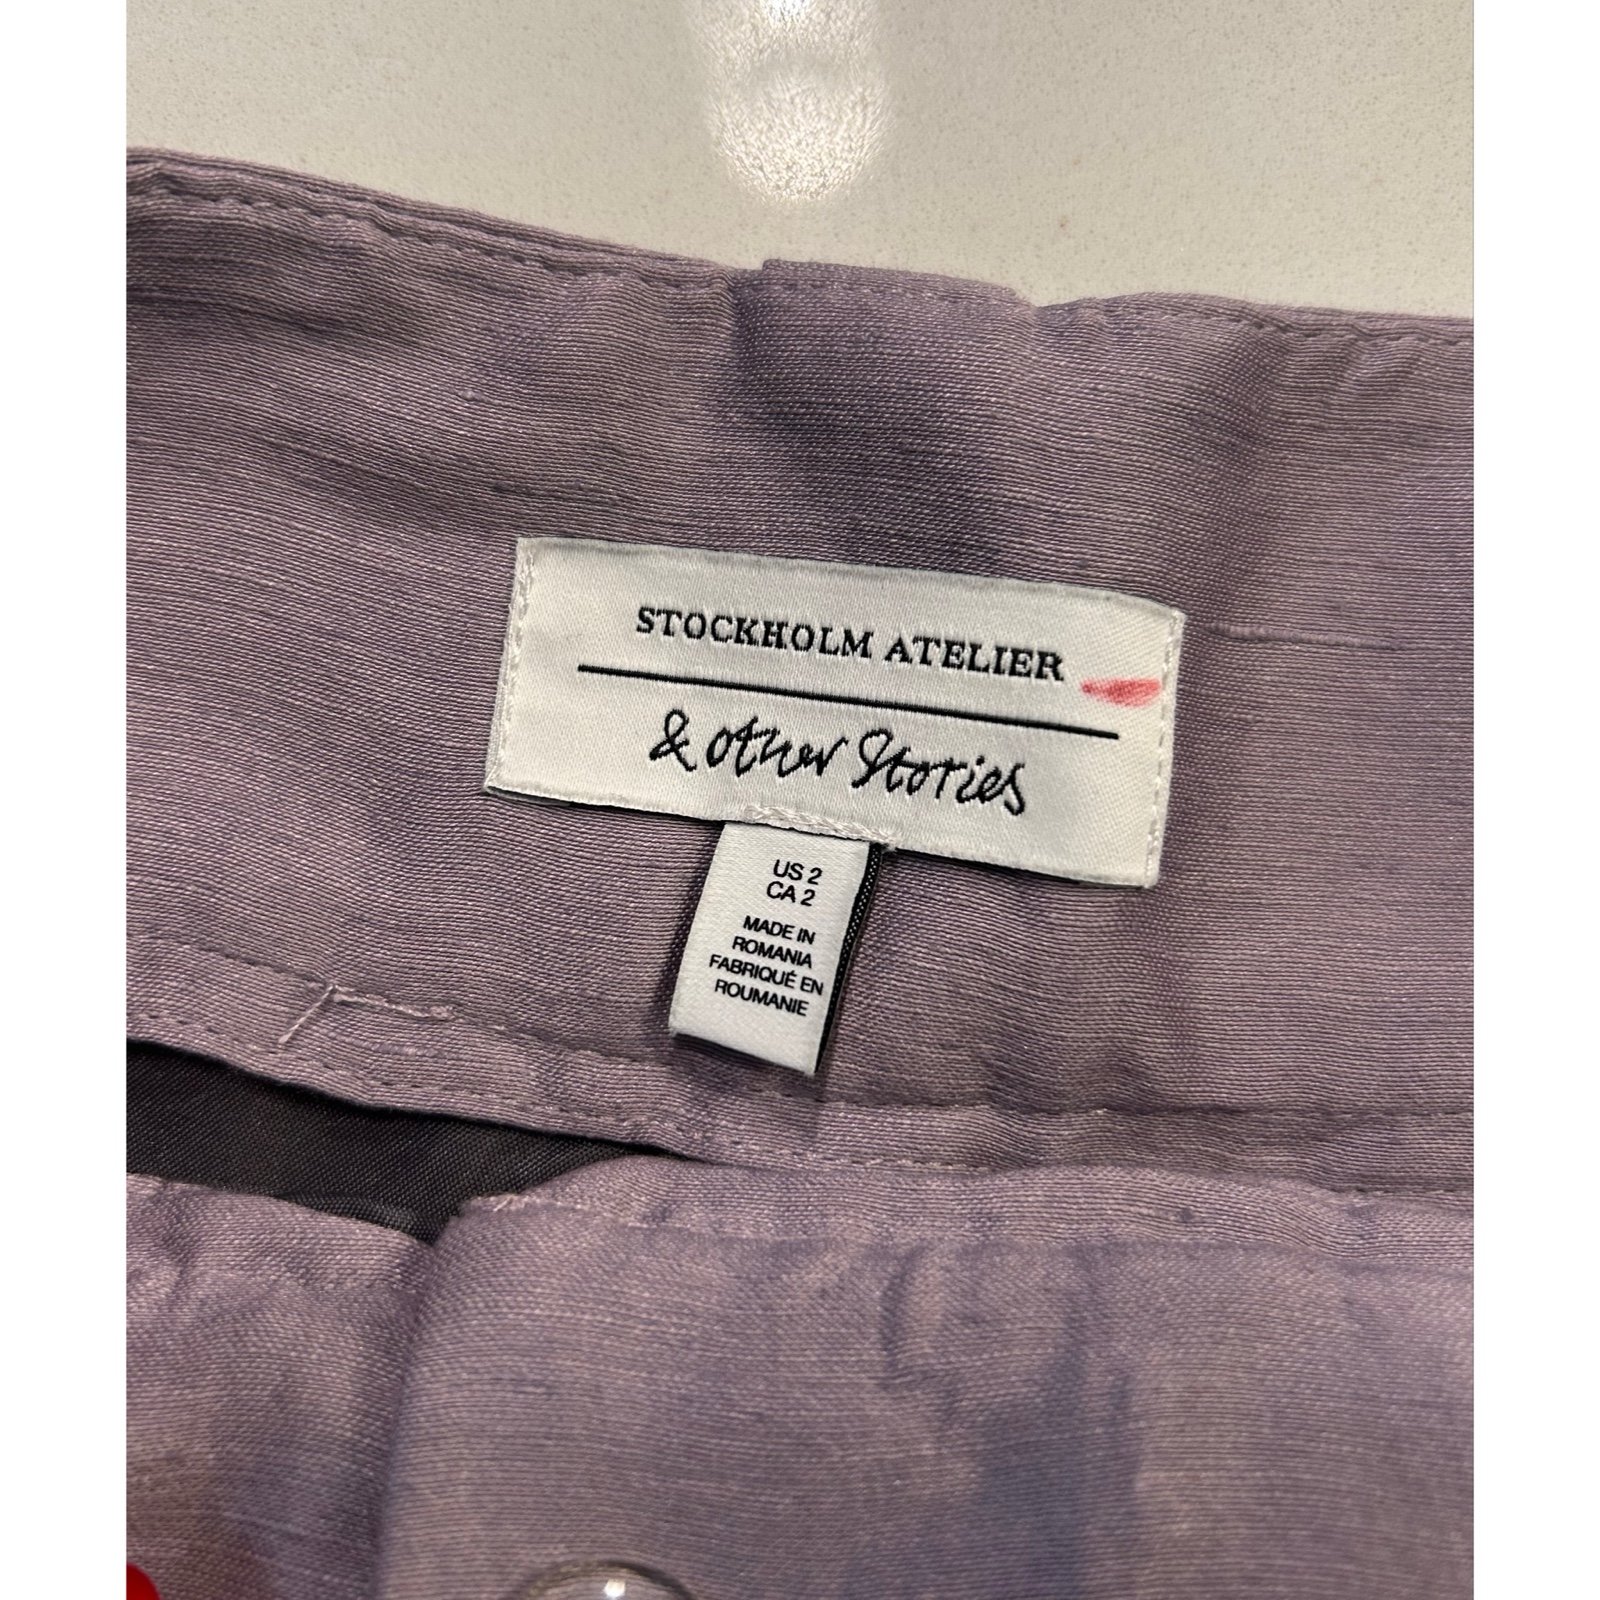 STOCKHOLM ATELIER
& other Stories
US 2
CA 2
MADE IN
ROMANIA
FABRIQUÉ EN
ROUMANIE